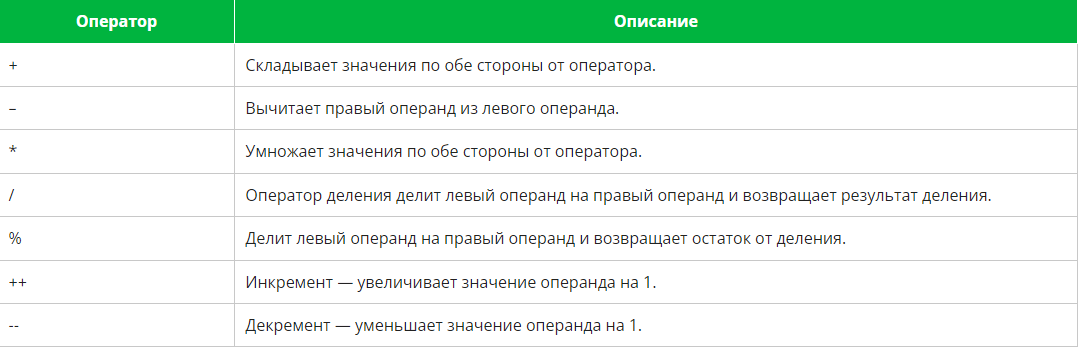 Оператор Описание
+ Складывает значения по обе стороны от оператора.
– Вычитает правый операнд из левого операнда.
* Умножает значения по обе стороны от оператора.
/ Оператор деления делит левый операнд на правый операнд и возвращает результат деления.
% Делит левый операнд на правый операнд и возвращает остаток от деления.
++ Инкремент — увеличивает значение операнда на 1.
-- Декремент — уменьшает значение операнда на 1.